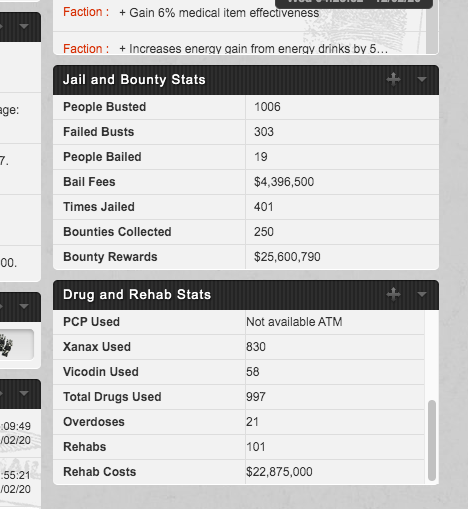 Faction : + Gain 6% medical item effectiveness
Faction : + Increases energy gain from energy drinks by 5…
Jail and Bounty Stats
People Busted 1006
Failed Busts 303
People Bailed 19
Bail Fees $4,396,500
Times Jailed 401
Bounties Collected 250
Bounty Rewards $25,600,790
Drug and Rehab Stats
PCP Used Not available ATM
Xanax Used 830
Vicodin Used 58
Total Drugs Used 997
Overdoses 21
Rehabs 101
Rehab Costs $22,875,000
age:
7.
00.
:09:49
/02/20
:55:21
/02/20